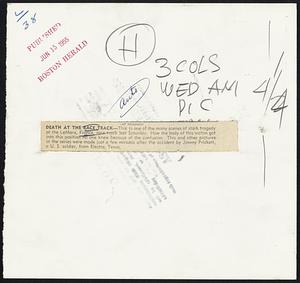 38
PUBLISHED
JUN 15 1955
BOSTON HERALD
H
3 COLS
WED AM
PIC
4/4
auto
DEATH AT THE RACE TRACK—This is one of the many scenes of stark tragedy
at the LeMans, France, race track last Saturday. How the body of this victim got
into this position no one knew because of the confusion. This and other pictures
in the series were made just a few minutes after the accident by Jimmy Prickett,
a U. S. soldier, from Electra, Texas.